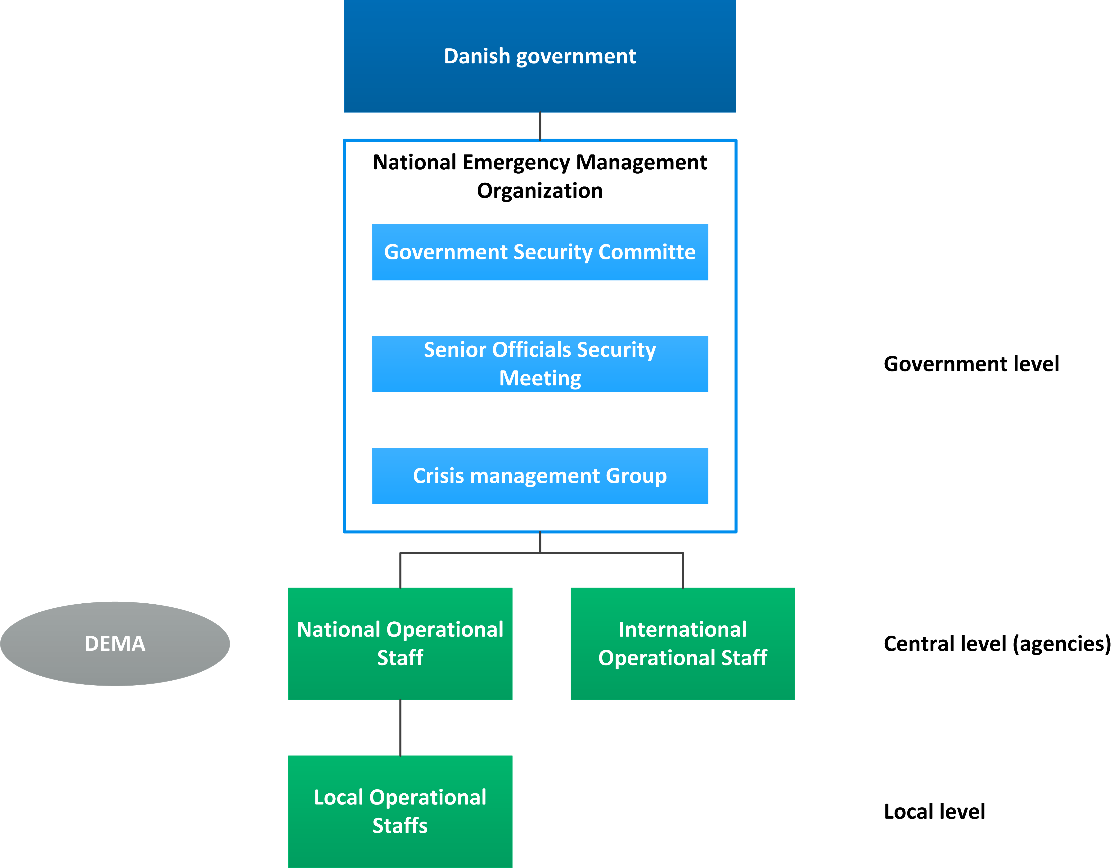 Danish government
National Emergency Management
Organization
Government Security Committe
Senior Officials Security
Meeting
Government level
Crisis management Group
DEMA
National Operational
Staff
International
Operational Staff
Central level (agencies)
Local Operational
Staffs
Local level